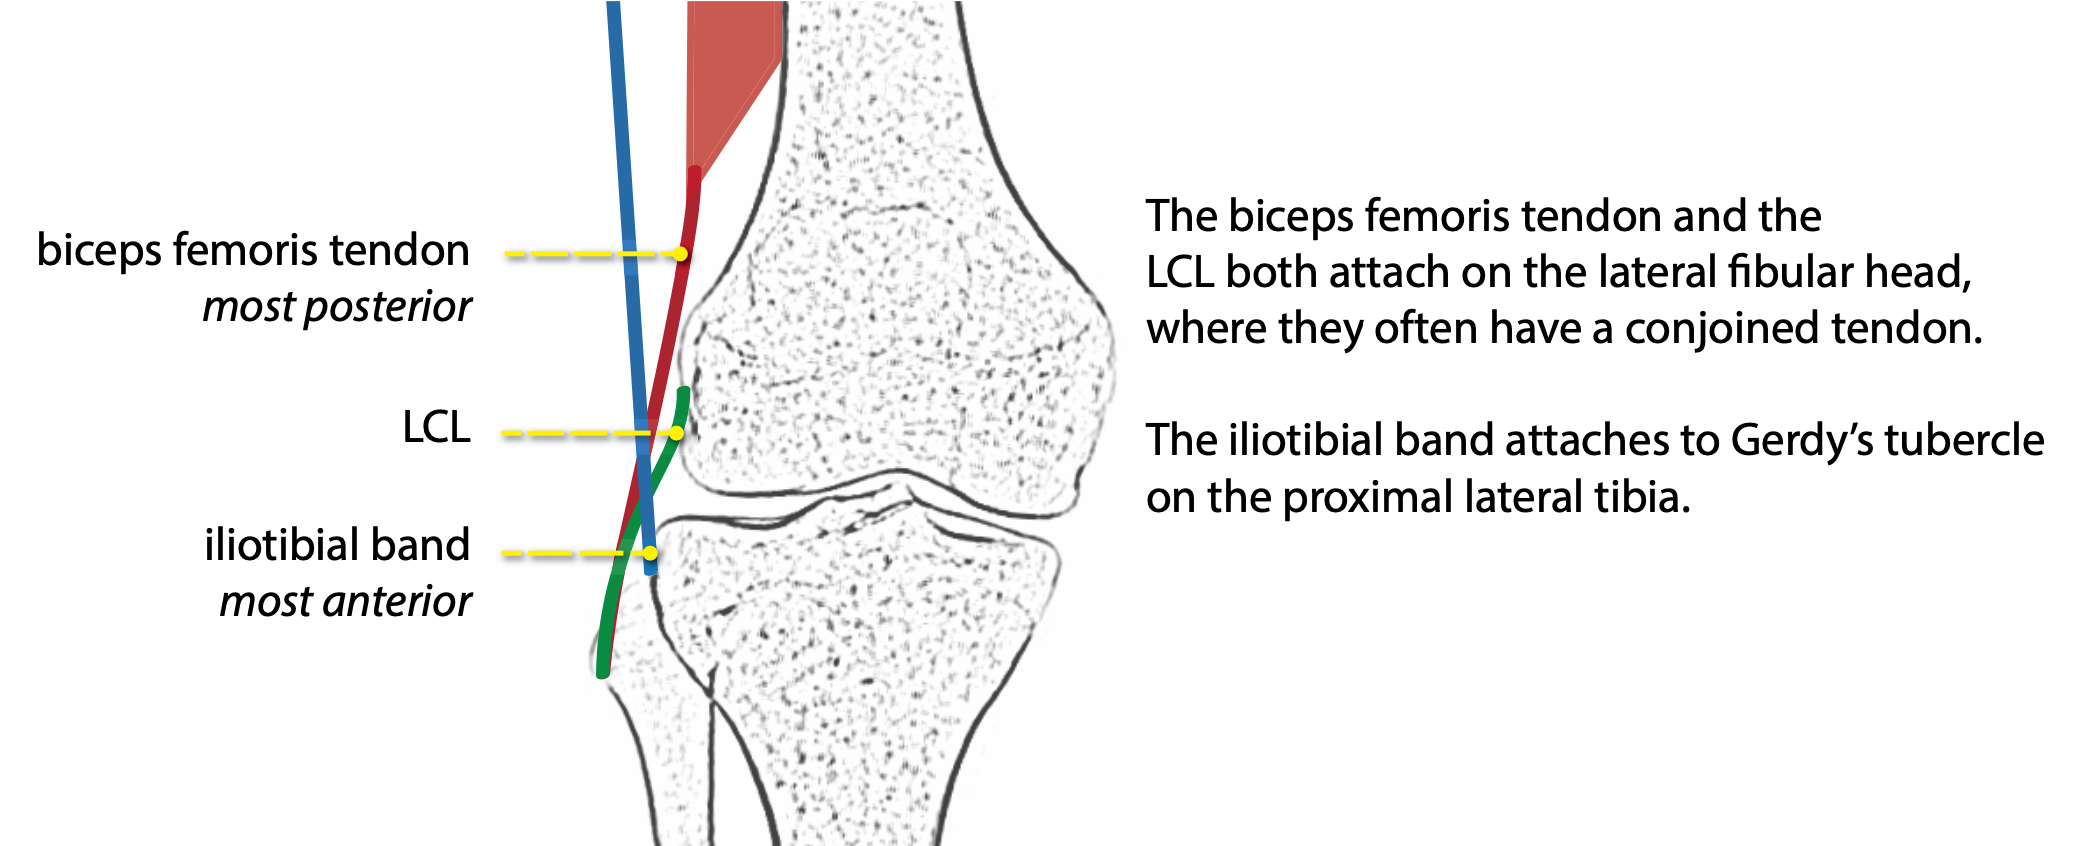 biceps femoris tendon
most posterior
LCL
iliotibial band
most anterior
The biceps femoris tendon and the
LCL both attach on the lateral fibular head,
where they often have a conjoined tendon.
The iliotibial band attaches to Gerdy’s tubercle
on the proximal lateral tibia.